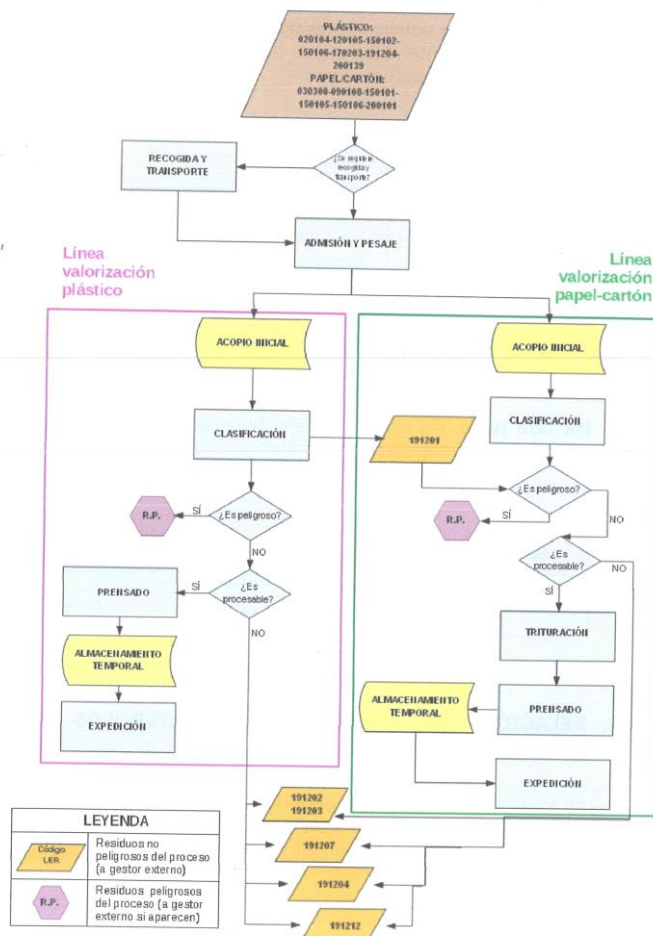 PLÁSTICO:
020104-120105-150102-
150106-170203-191204-
200139
PAPEL/CARTÓN:
030308-090108-150101-
150105-150106-200101
¿Se requiere
recogida y
transporte?
RECOGIDA Y
TRANSPORTE
ADMISIÓN Y PESAJE
Línea
valorización
plástico
Línea
valorización
papel-cartón
ACOPIO INICIAL
CLASIFICACIÓN
191201
¿Es peligroso?
SÍ
R.P.
NO
¿Es
procesable?
SÍ
NO
PRENSADO
ALMACENAMIENTO
TEMPORAL
EXPEDICIÓN
ACOPIO INICIAL
CLASIFICACIÓN
¿Es peligroso?
SÍ
R.P.
NO
¿Es
procesable?
NO
SÍ
TRITURACIÓN
PRENSADO
ALMACENAMIENTO
TEMPORAL
EXPEDICIÓN
191202
191203
191207
191204
191212
LEYENDA
Código
LER
Residuos no
peligrosos del proceso
(a gestor externo)
R.P.
Residuos peligrosos
del proceso (a gestor
externo si aparecen)